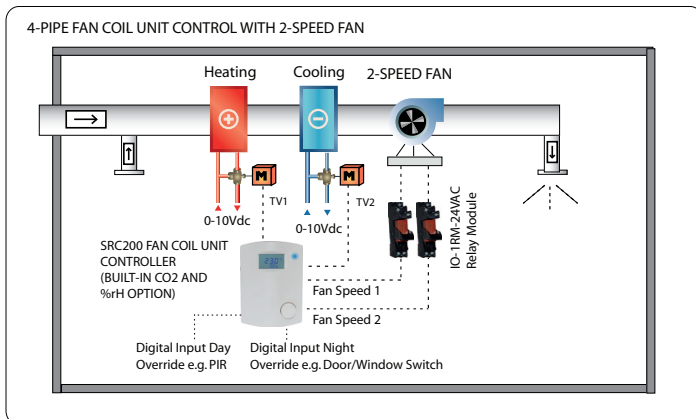 4-PIPE FAN COIL UNIT CONTROL WITH 2-SPEED FAN
Heating
Cooling
2-SPEED FAN
M
TV1
M
TV2
0-10Vdc
0-10Vdc
IO-1RM-24VAC
Relay Module
SRC200 FAN COIL UNIT
CONTROLLER
(BUILT-IN CO2 AND
%rH OPTION)
Fan Speed 1
Fan Speed 2
Digital Input Day
Override e.g. PIR
Digital Input Night
Override e.g. Door/Window Switch